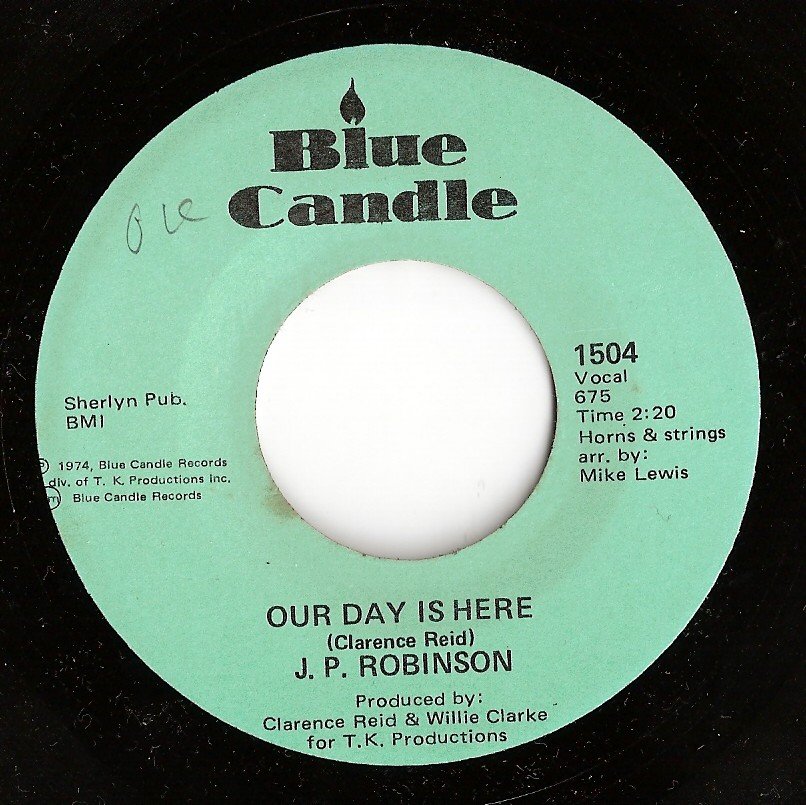 Blue
Candle
1504
Vocal
675
Time 2:20
Horns & strings
arr. by:
Mike Lewis
Sherlyn Pub.
BMI
℗ 1974, Blue Candle Records
div. of T. K. Productions Inc.
Blue Candle Records
OUR DAY IS HERE
(Clarence Reid)
J. P. ROBINSON
Produced by:
Clarence Reid & Willie Clarke
for T.K. Productions